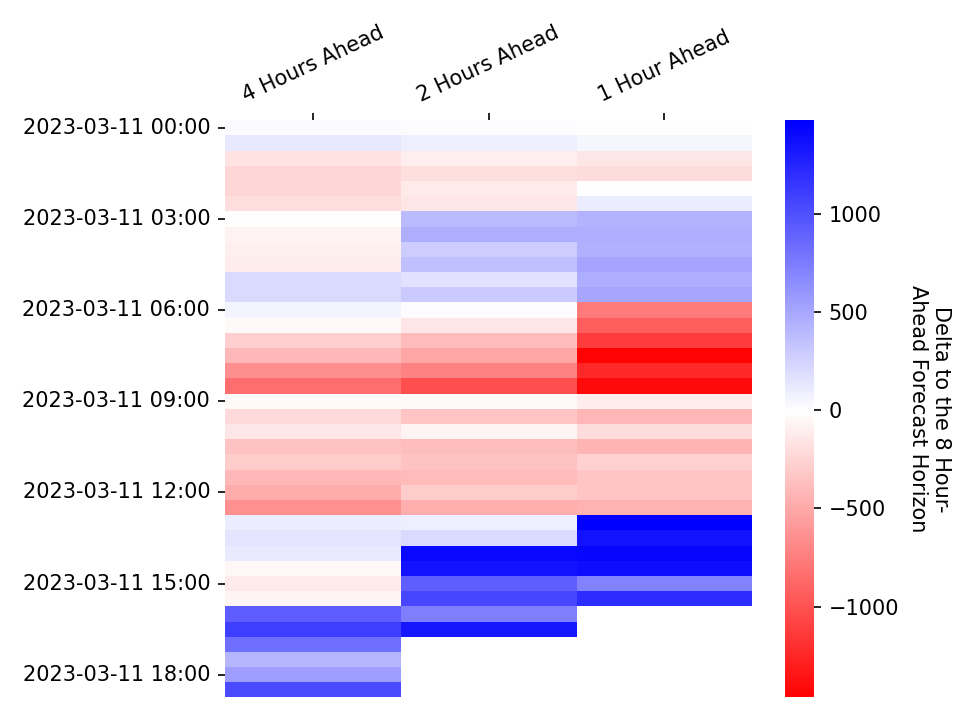 4 Hours Ahead
2 Hours Ahead
1 Hour Ahead
2023-03-11 00:00
2023-03-11 03:00
2023-03-11 06:00
2023-03-11 09:00
2023-03-11 12:00
2023-03-11 15:00
2023-03-11 18:00
1000
500
0
−500
−1000
Delta to the 8 Hour-
Ahead Forecast Horizon